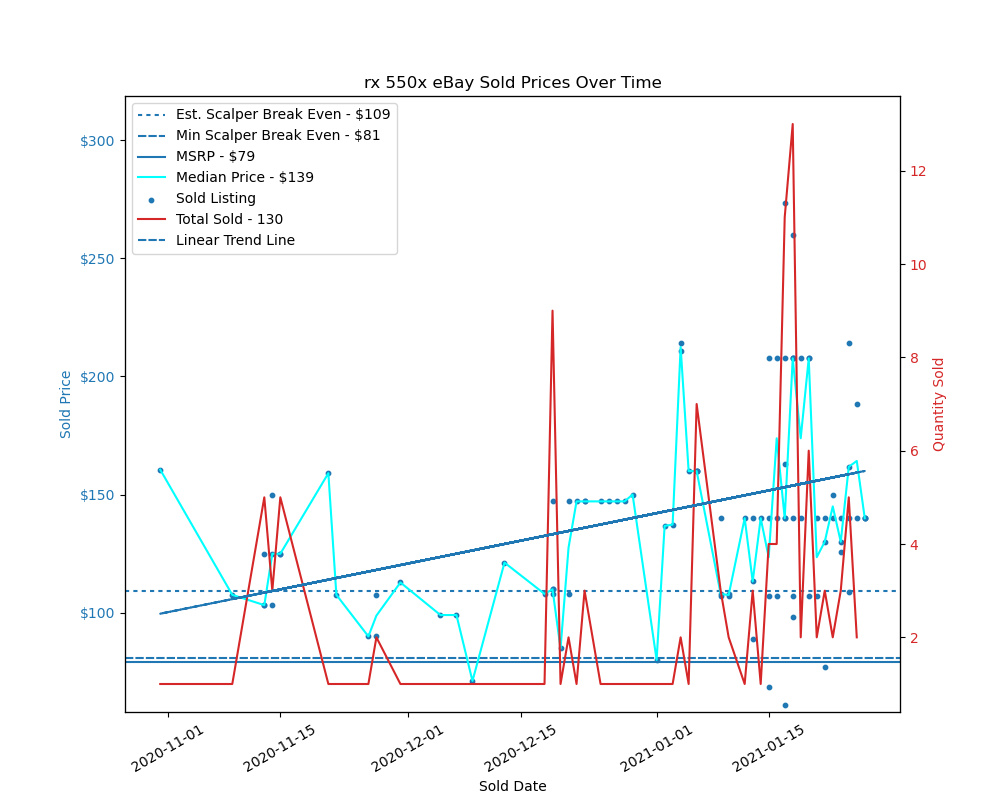 rx 550x eBay Sold Prices Over Time
Est. Scalper Break Even - $109
Min Scalper Break Even - $81
MSRP - $79
Median Price - $139
Sold Listing
Total Sold - 130
Linear Trend Line
$300
$250
$200
$150
$100
Sold Price
12
10
8
6
4
2
Quantity Sold
2020-11-01
2020-11-15
2020-12-01
2020-12-15
2021-01-01
2021-01-15
Sold Date